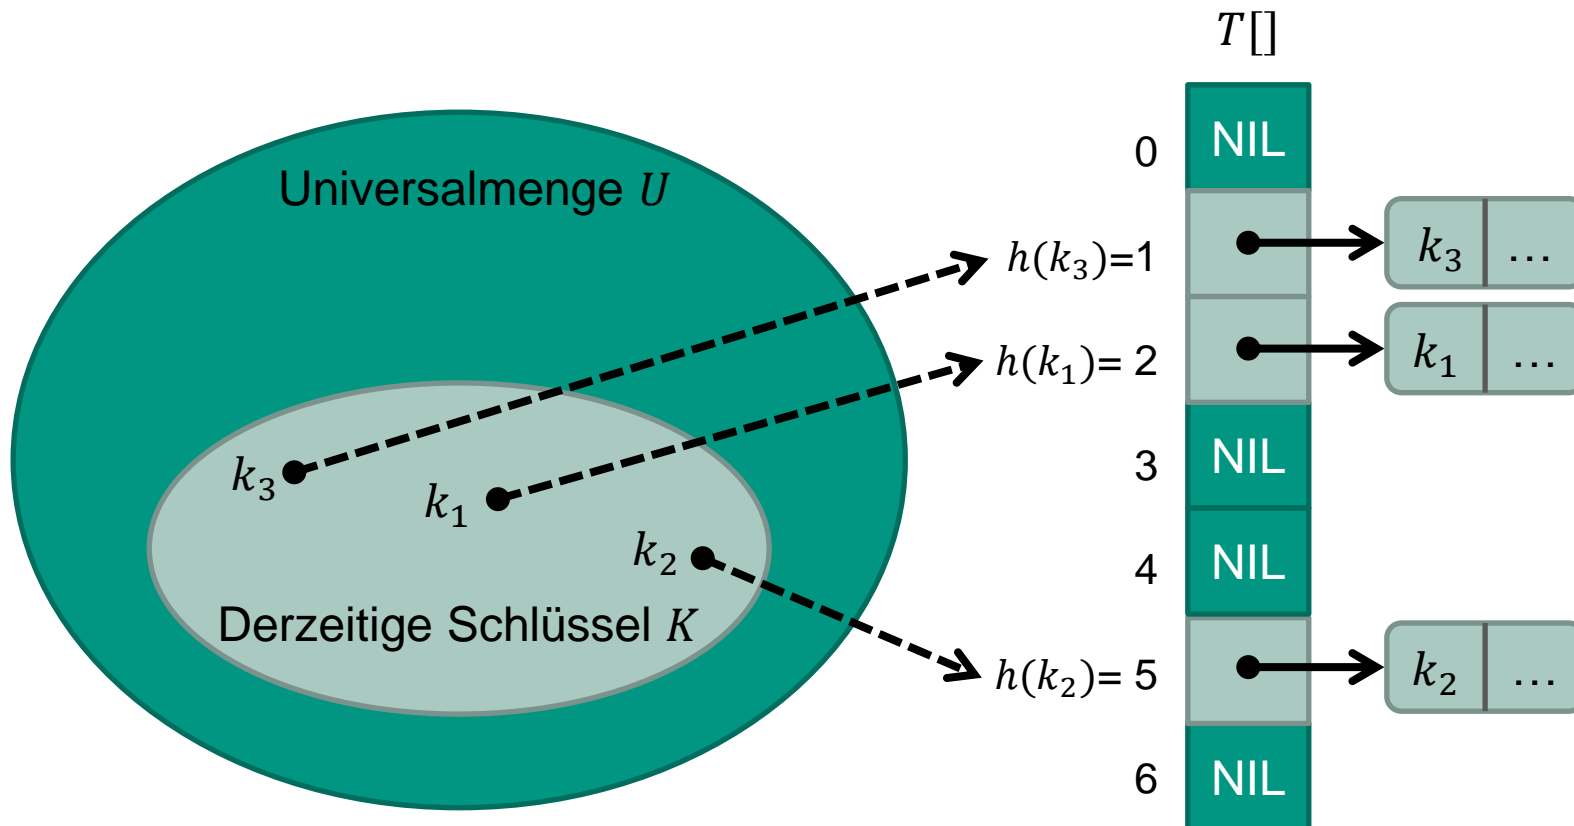 T[]
0 NIL
Universalmenge U
h(k₃)=1 k₃ ...
h(k₁)= 2 k₁ ...
3 NIL
k₃
k₁
k₂
4 NIL
Derzeitige Schlüssel K
h(k₂)= 5 k₂ ...
6 NIL